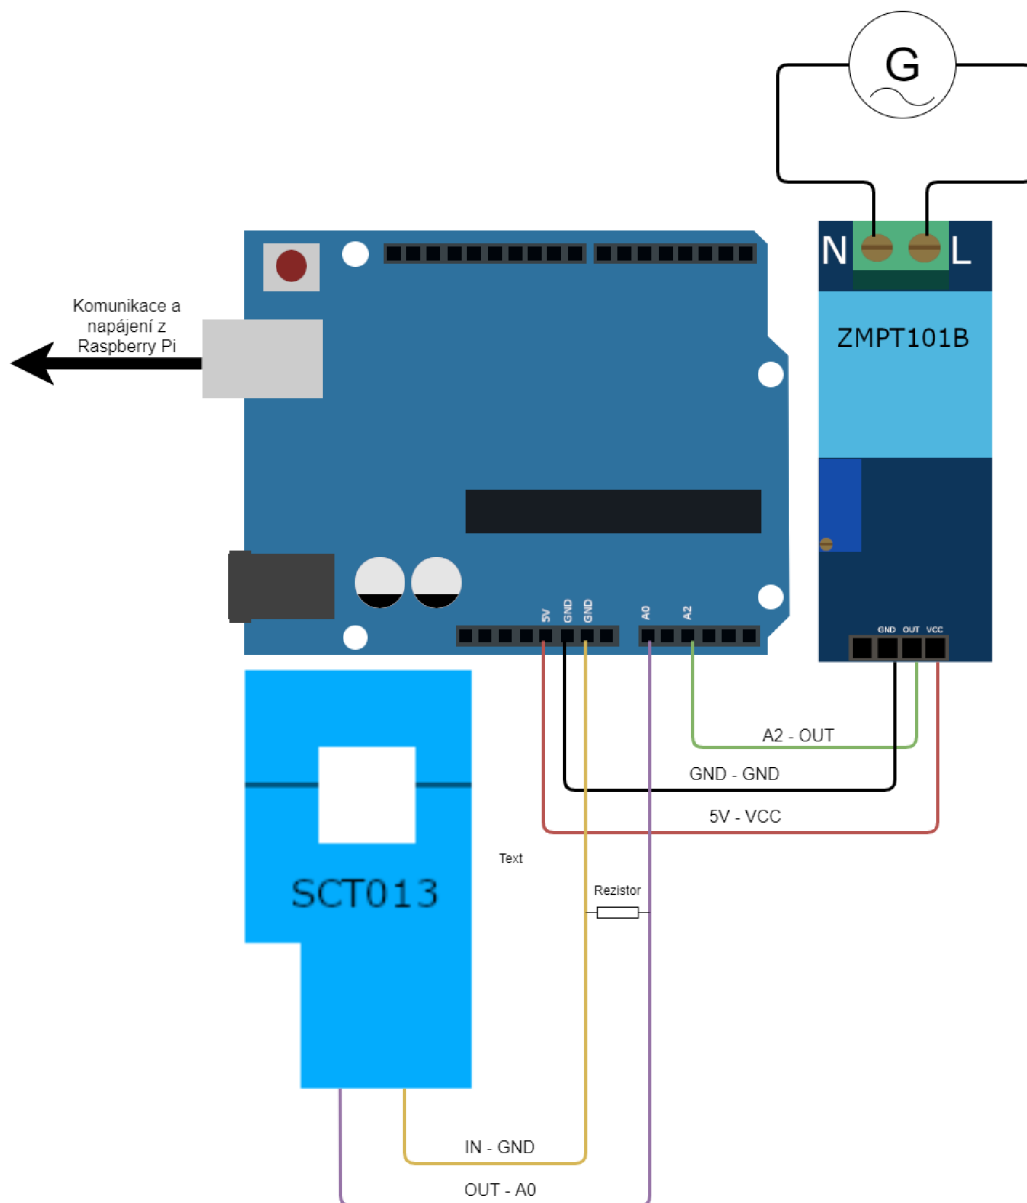 G
N
L
Komunikace a
napájení z
Raspberry Pi
ZMPT101B
5V
GND
GND
A0
A2
GND
OUT
VCC
A2 - OUT
GND - GND
5V - VCC
Text
Rezistor
SCT013
IN - GND
OUT - A0